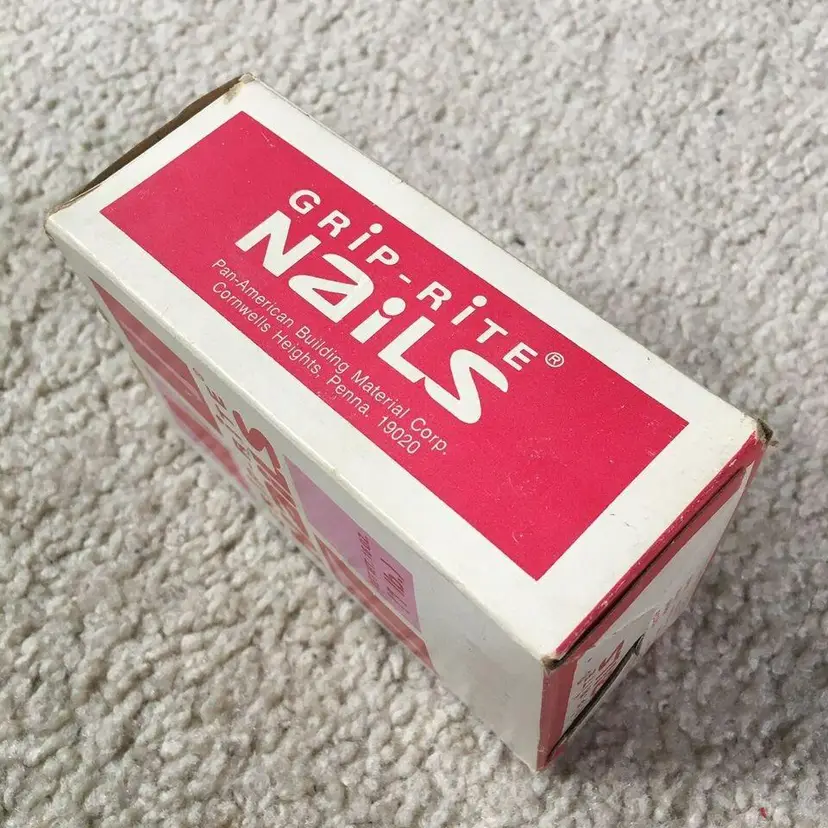 GRiP-RiTE®
NaiLS
Pan-American Building Material Corp.
Cornwells Heights, Penna. 19020